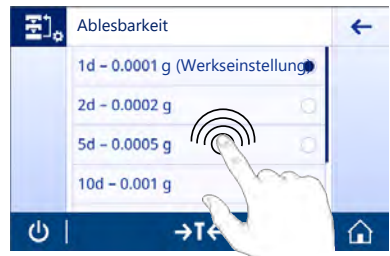 Ablesbarkeit
1d – 0.0001 g (Werkseinstellung)
2d – 0.0002 g
5d – 0.0005 g
10d – 0.001 g
→T←